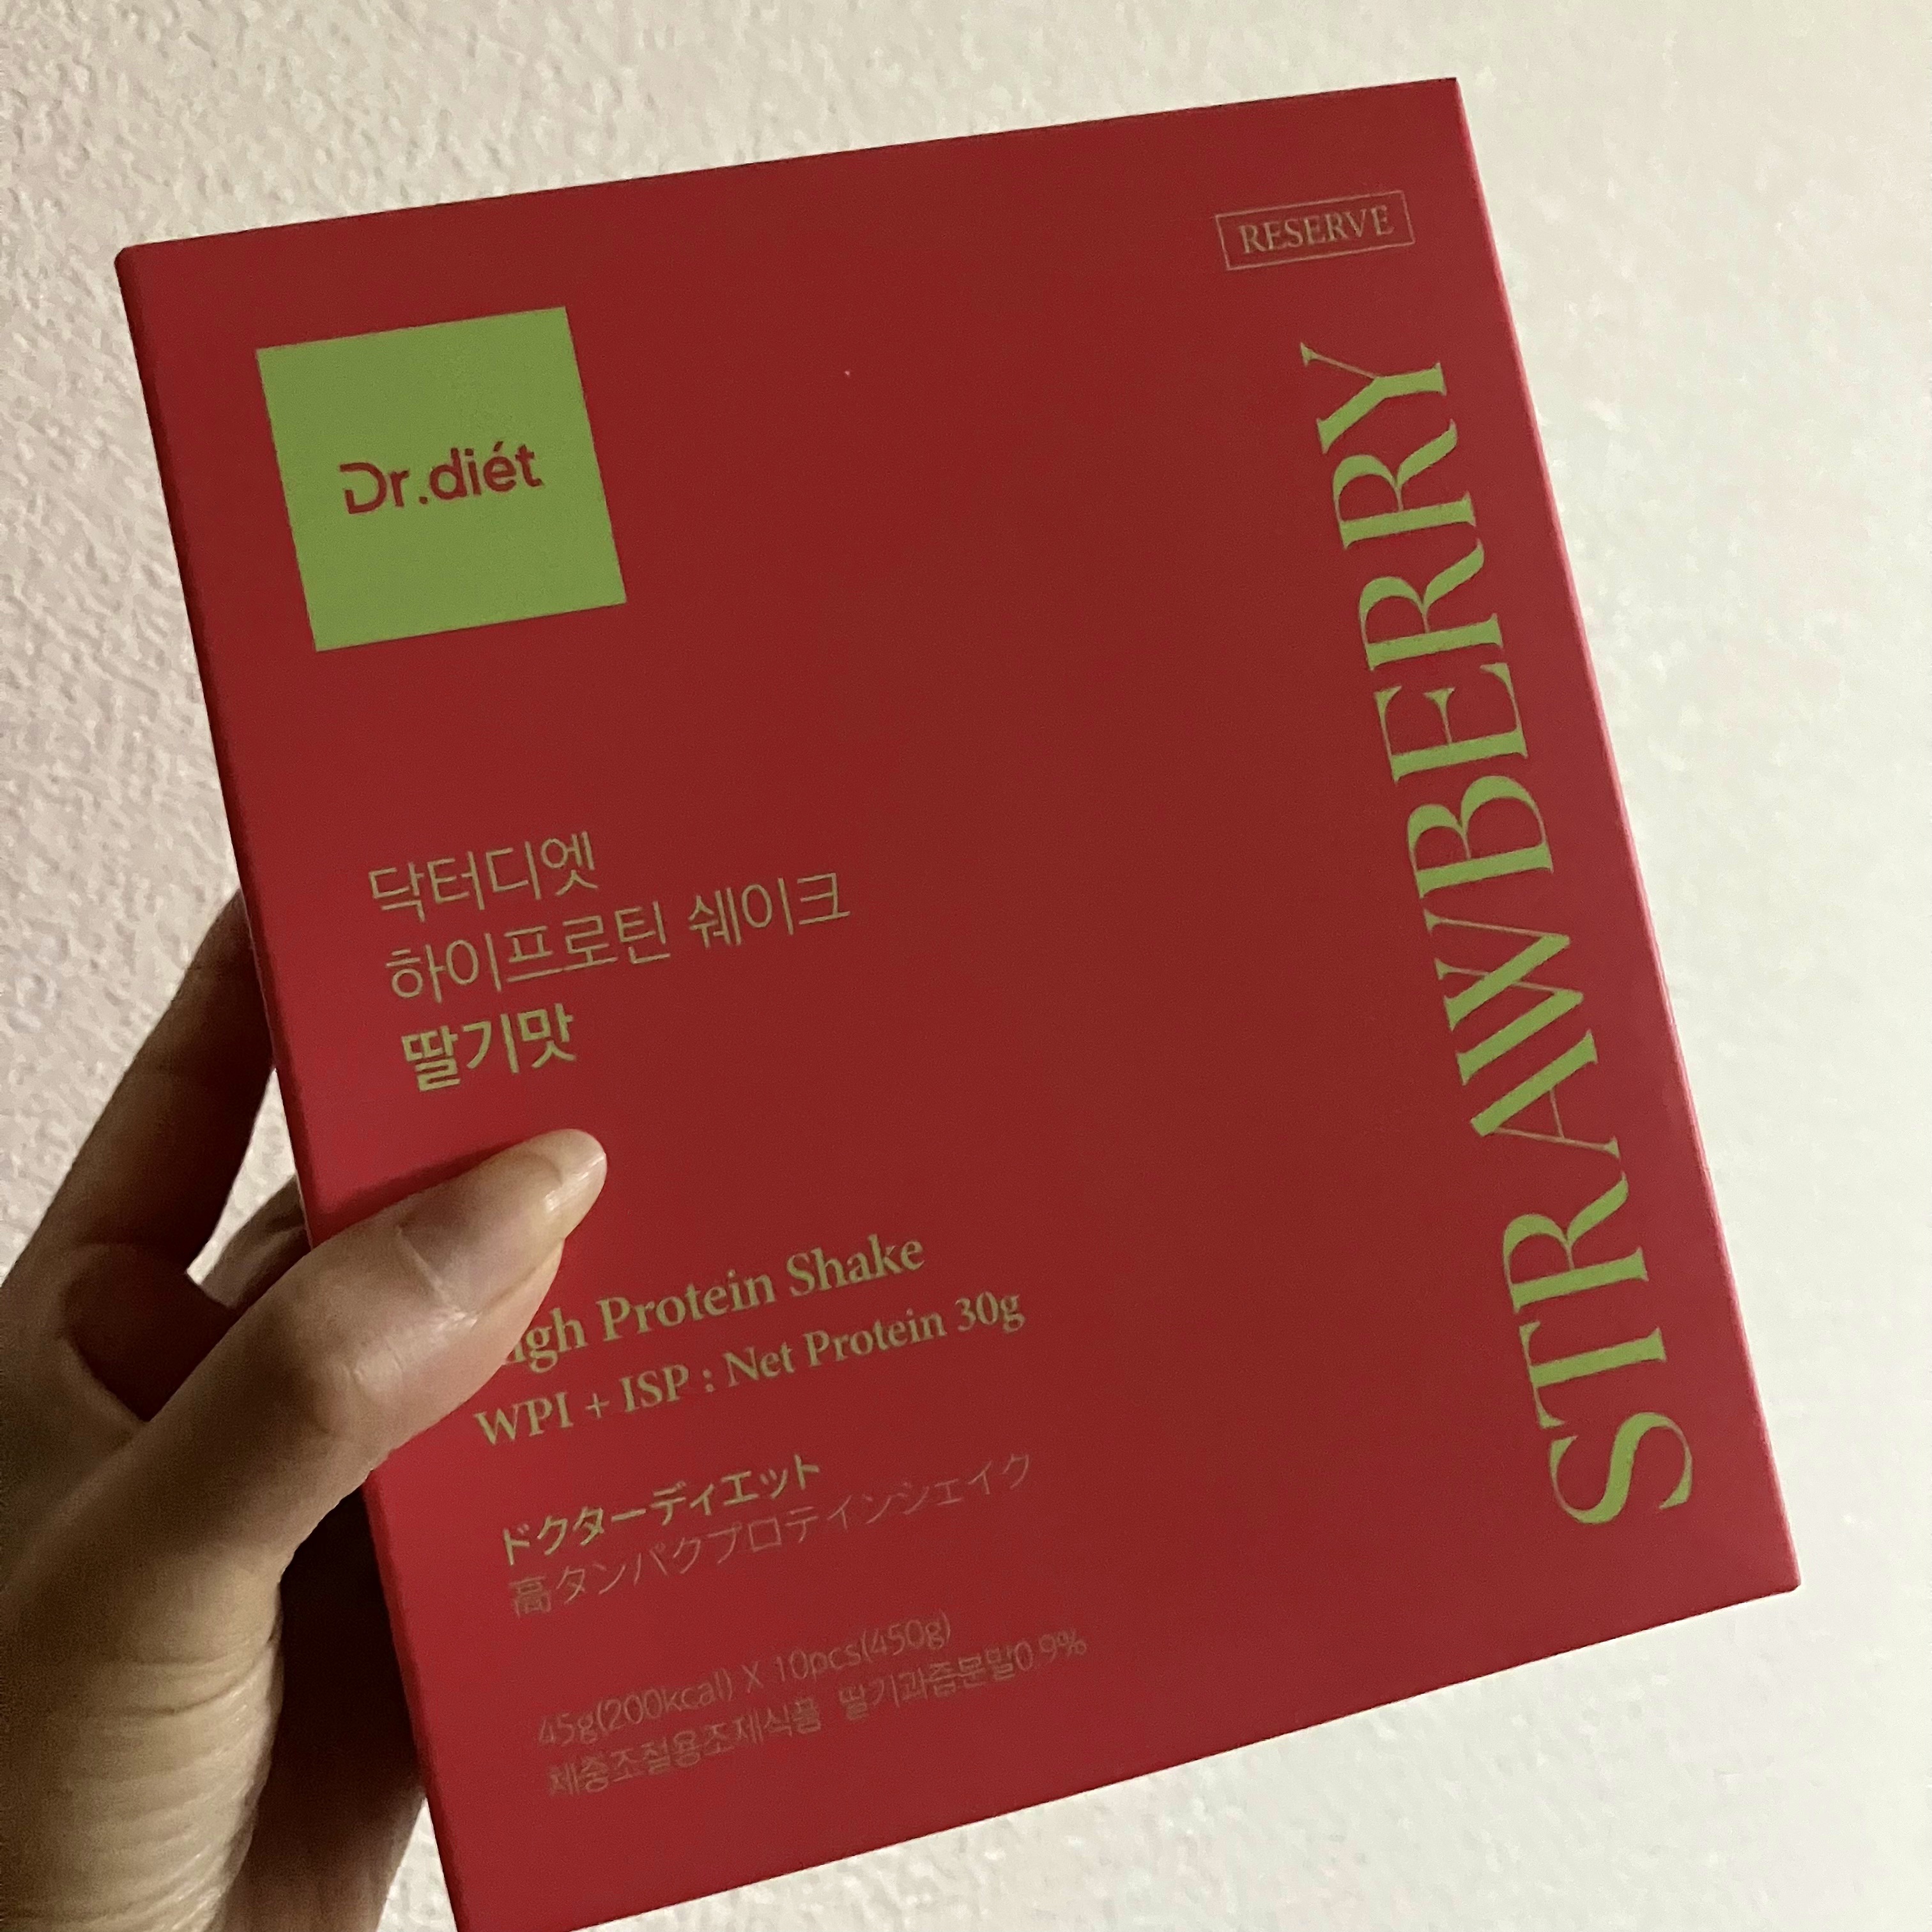 RESERVE
Dr.diét
STRAWBERRY
닥터디엣
하이프로틴 쉐이크
딸기맛
Protein Shake
WPI + ISP : Net Protein 30g
ドクターディエット
高タンパクプロテインシェイク
45g(200kcal) X 10pcs(450g)
체중조절용조제식품 딸기과즙분말0.9%